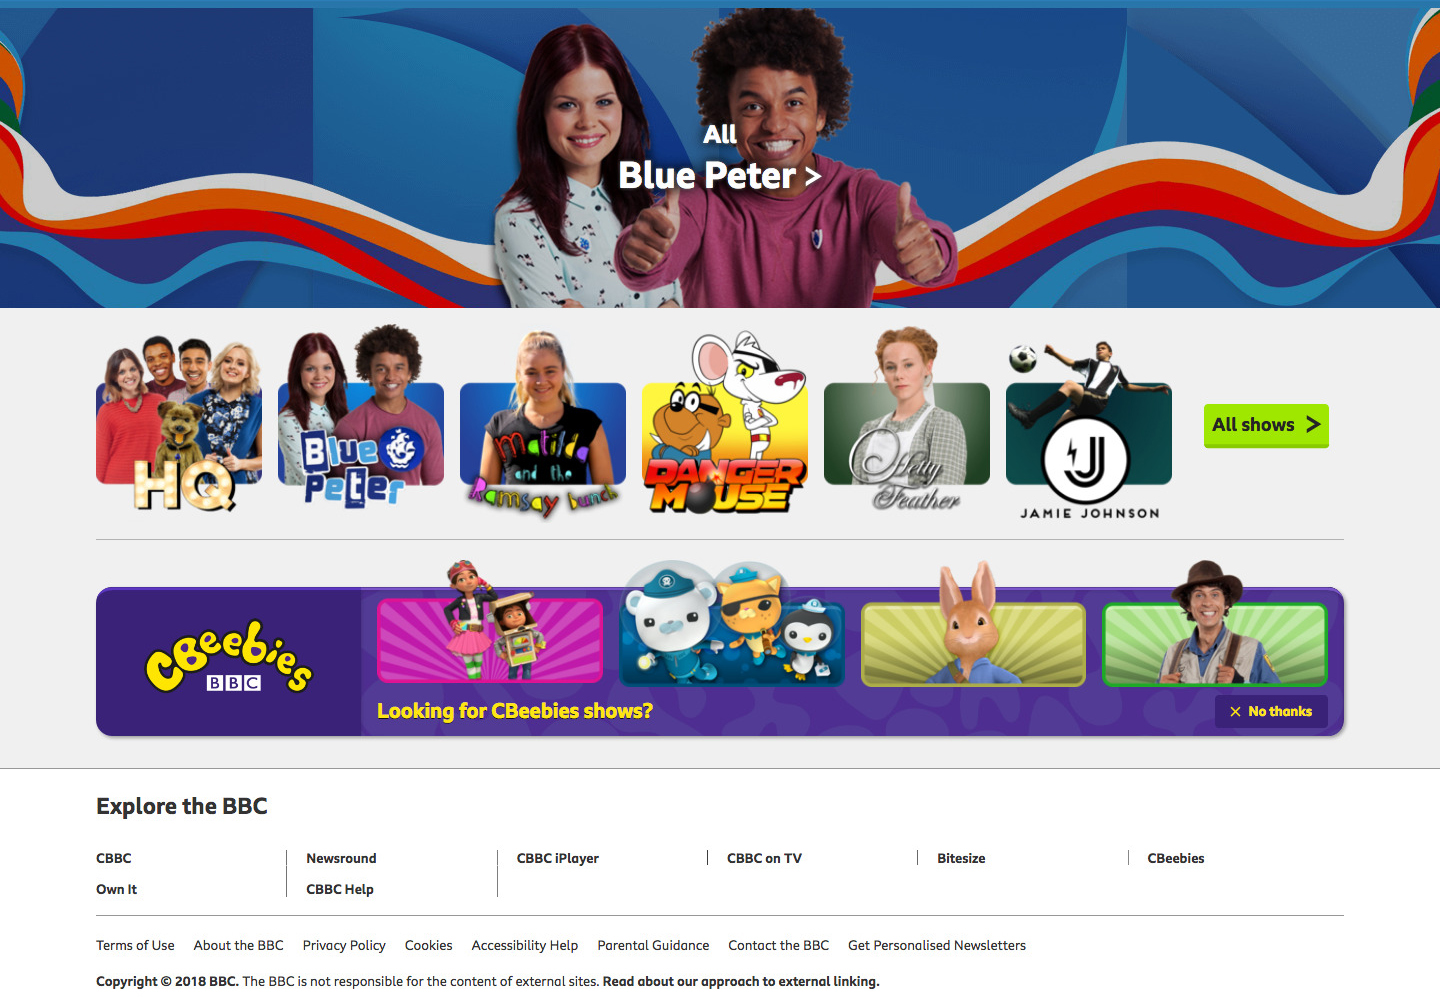 All
Blue Peter >
HQ
Blue Peter
Matilda and the Ramsay bunch
DANGER MOUSE
Hetty Feather
JJ
JAMIE JOHNSON
All shows >
CBeebies
BBC
Looking for CBeebies shows?
× No thanks
Explore the BBC
CBBC
Newsround
CBBC iPlayer
CBBC on TV
Bitesize
CBeebies
Own It
CBBC Help
Terms of Use About the BBC Privacy Policy Cookies Accessibility Help Parental Guidance Contact the BBC Get Personalised Newsletters
Copyright © 2018 BBC. The BBC is not responsible for the content of external sites. Read about our approach to external linking.